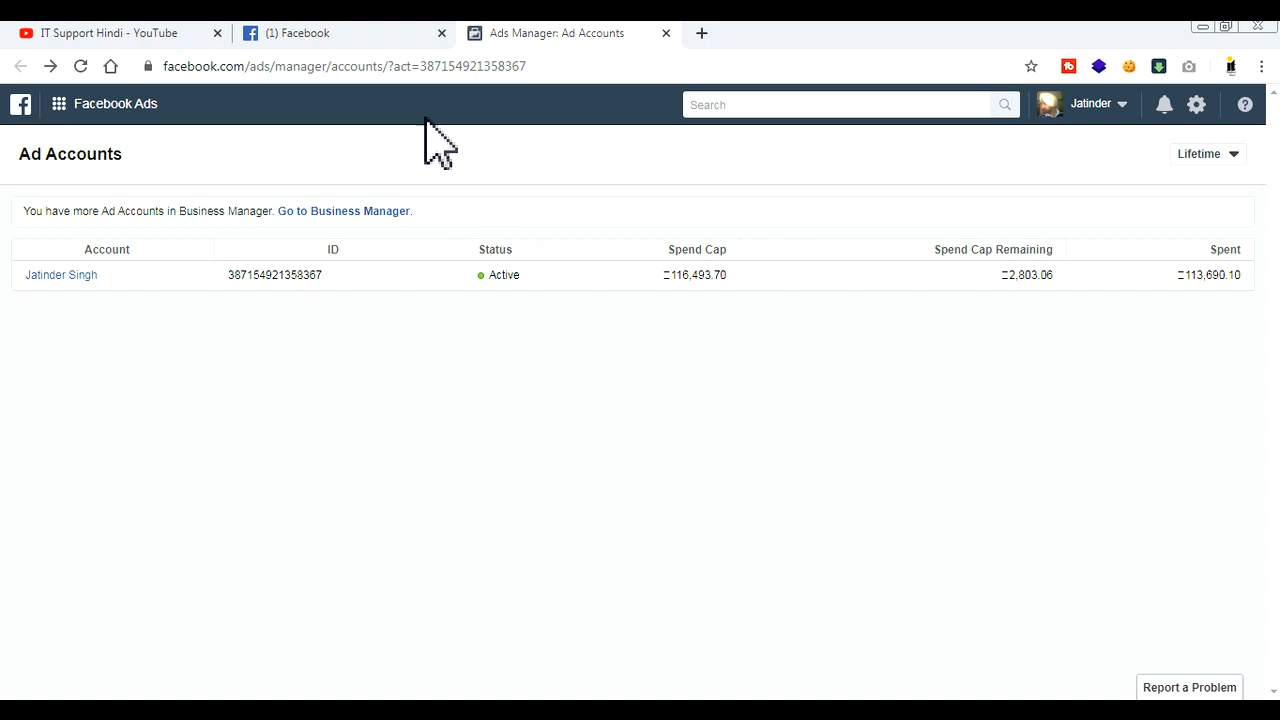 IT Support Hindi - YouTube
(1) Facebook
Ads Manager: Ad Accounts
facebook.com/ads/manager/accounts/?act=387154921358367
Facebook Ads
Search
Jatinder
Ad Accounts
Lifetime
You have more Ad Accounts in Business Manager. Go to Business Manager.
Account ID Status Spend Cap Spend Cap Remaining Spent
Jatinder Singh 387154921358367 Active 116,493.70 2,803.06 113,690.10
Report a Problem